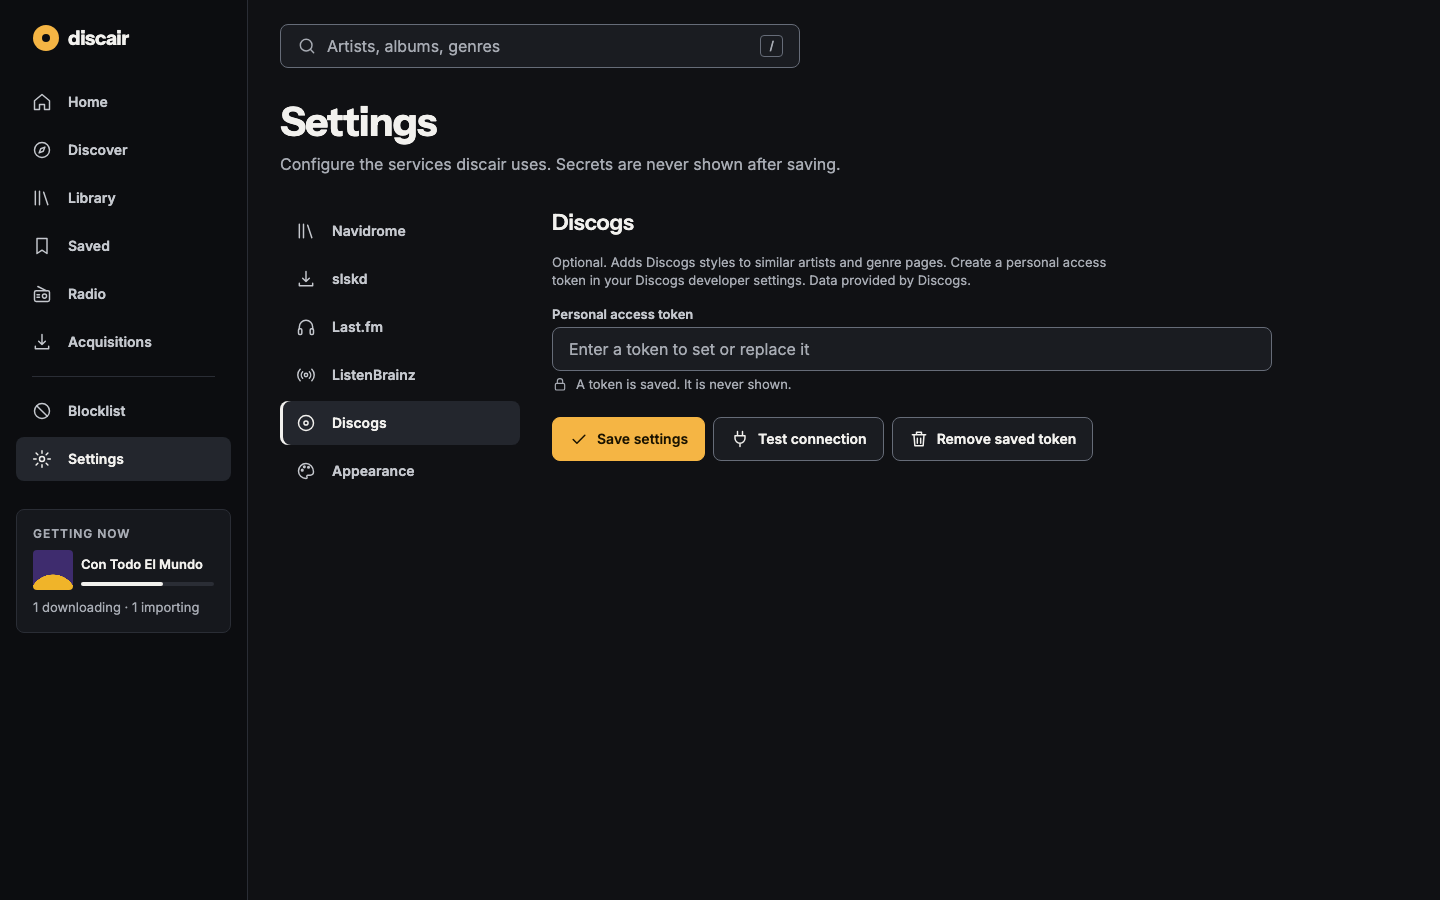 discair
Home
Discover
Library
Saved
Radio
Acquisitions
Blocklist
Settings
GETTING NOW
Con Todo El Mundo
1 downloading · 1 importing
Artists, albums, genres
/
Settings
Configure the services discair uses. Secrets are never shown after saving.
Navidrome
slskd
Last.fm
ListenBrainz
Discogs
Appearance
Discogs
Optional. Adds Discogs styles to similar artists and genre pages. Create a personal access
token in your Discogs developer settings. Data provided by Discogs.
Personal access token
Enter a token to set or replace it
A token is saved. It is never shown.
Save settings
Test connection
Remove saved token